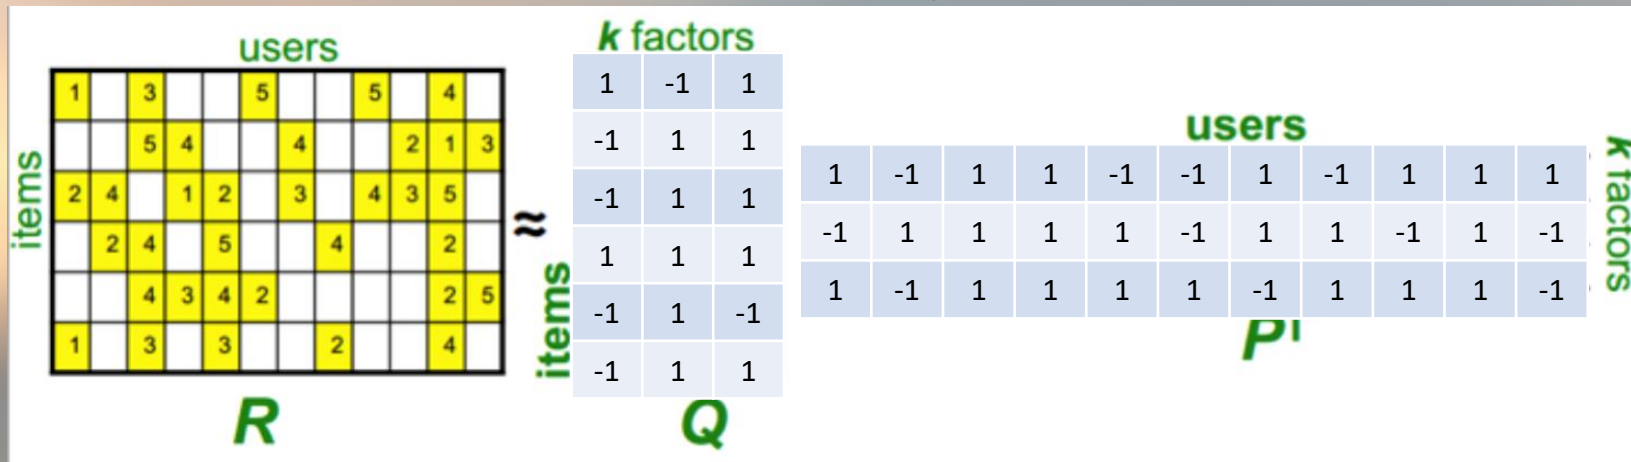 users
k factors
items
1 3 5 5 4
5 4 4 2 1 3
2 4 1 2 3 4 3 5
2 4 5 4 2
4 3 4 2 2 5
1 3 3 2 4
R
≈
items
1 -1 1
-1 1 1
-1 1 1
1 1 1
-1 1 -1
-1 1 1
Q
users
k factors
1 -1 1 1 -1 -1 1 -1 1 1 1
-1 1 1 1 1 -1 1 1 -1 1 -1
1 -1 1 1 1 1 -1 1 1 1 -1
P